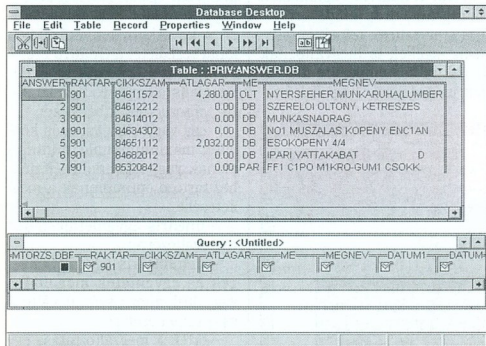 Database Desktop
File Edit Table Record Properties Window Help
Table : :PRIV:ANSWER.DB
ANSWER RAKTAR CIKKSZAM ATLAGAR ME MEGNEV
1 901 84611572 4,280.00 OLT NYERSFEHER MUNKARUHA(LUMBER
2 901 84612212 0.00 DB SZERELOI OLTONY, KETRESZES
3 901 84614012 0.00 DB MUNKASNADRAG
4 901 84634302 0.00 DB NO1 MUSZALAS KOPENY ENC1AN
5 901 84651112 2,032.00 DB ESOKOPENY 4/4
6 901 84682012 0.00 DB IPARI VATTAKABAT D
7 901 85320842 0.00 PAR FF1 C1PO M1KRO-GUM1 CSOKK.
Query : <Untitled>
MTORZS.DBF RAKTAR CIKKSZAM ATLAGAR ME MEGNEV DATUM1 DATUM
901